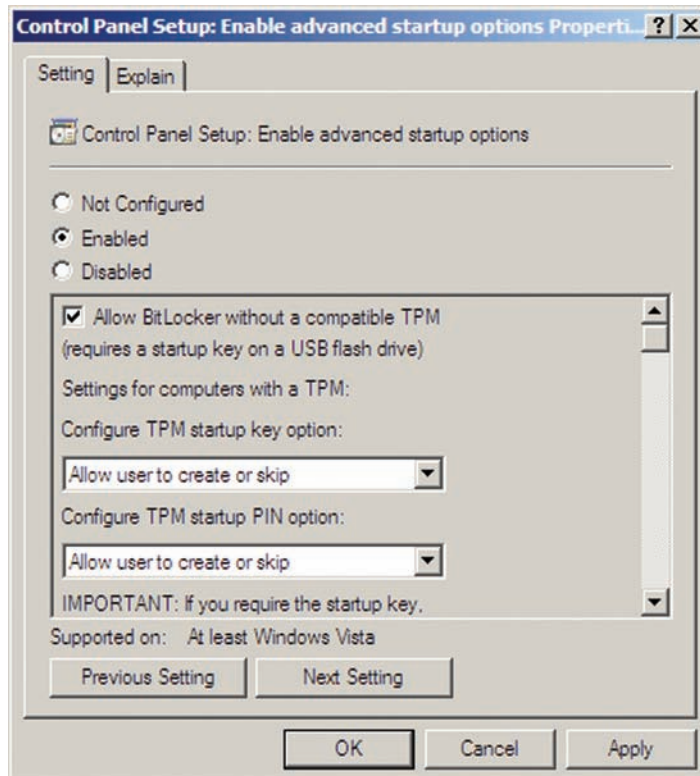 Control Panel Setup: Enable advanced startup options Properti...
Setting
Explain
Control Panel Setup: Enable advanced startup options
Not Configured
Enabled
Disabled
Allow BitLocker without a compatible TPM
(requires a startup key on a USB flash drive)
Settings for computers with a TPM:
Configure TPM startup key option:
Allow user to create or skip
Configure TPM startup PIN option:
Allow user to create or skip
IMPORTANT: If you require the startup key,
Supported on: At least Windows Vista
Previous Setting
Next Setting
OK
Cancel
Apply